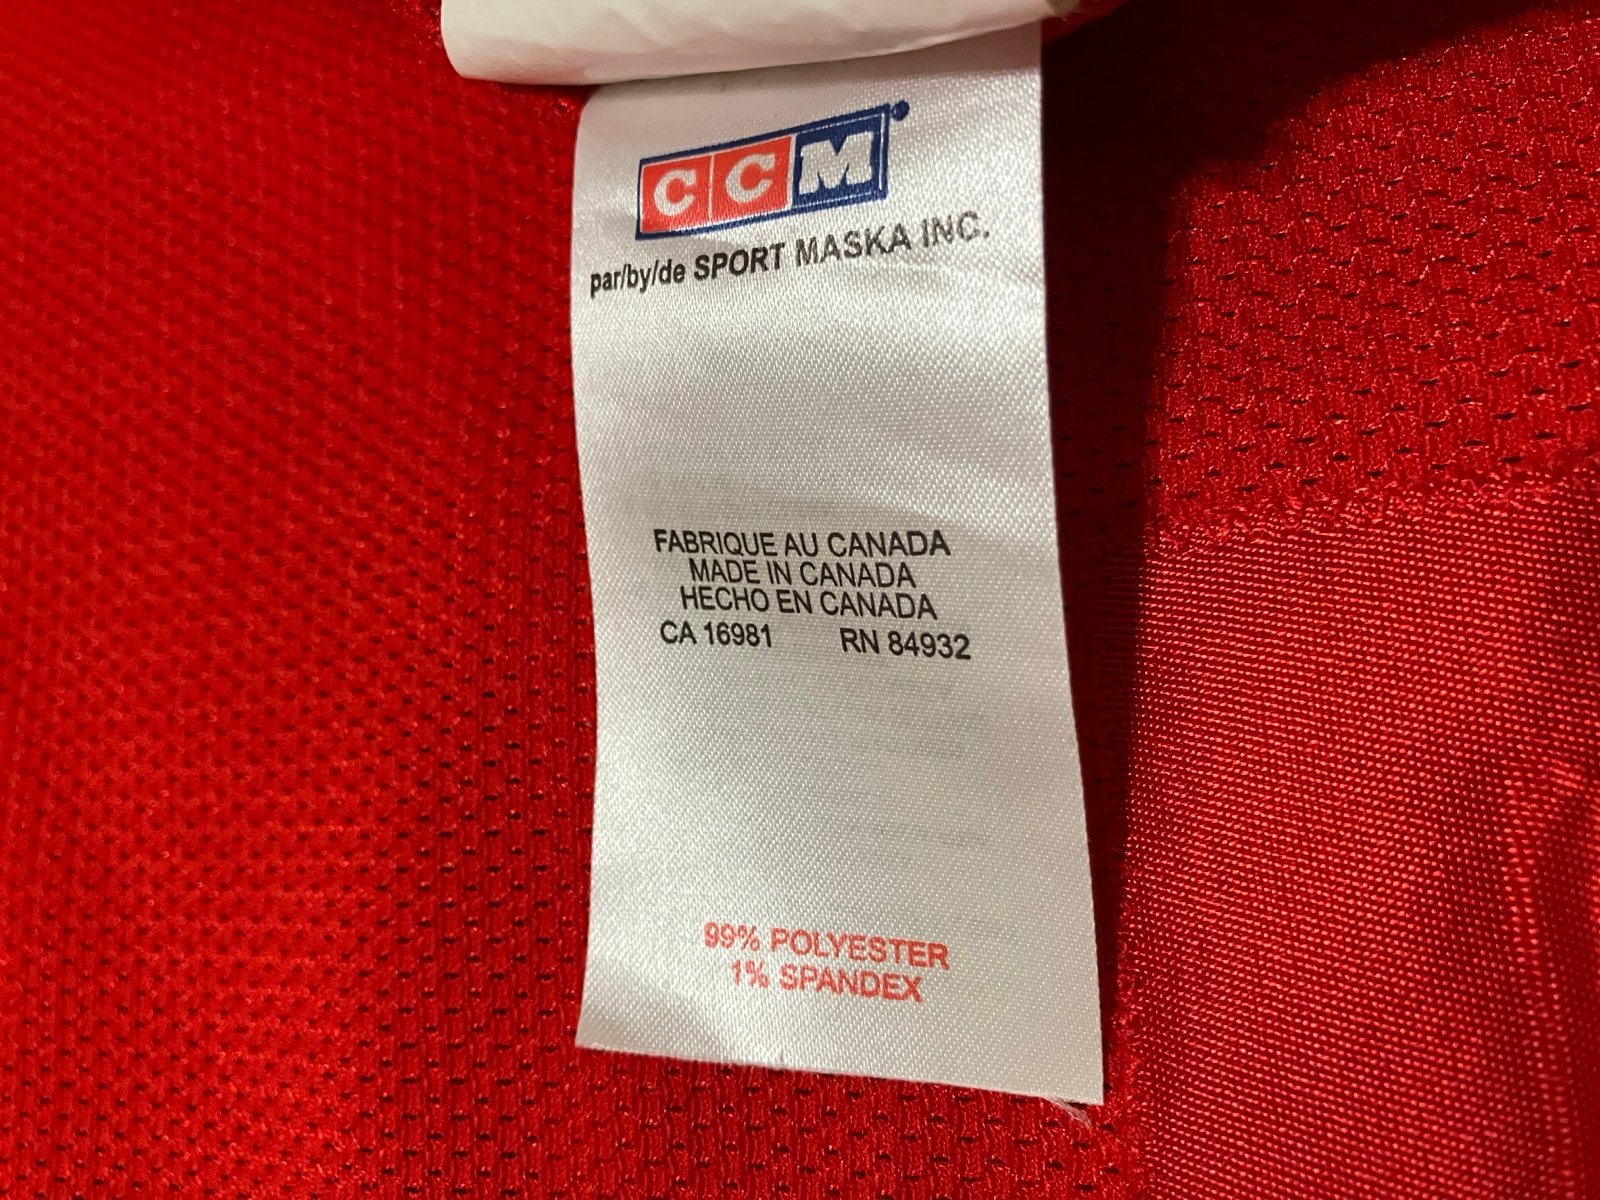 CCM
par/by/de SPORT MASKA INC.
FABRIQUE AU CANADA
MADE IN CANADA
HECHO EN CANADA
CA 16981 RN 84932
99% POLYESTER
1% SPANDEX